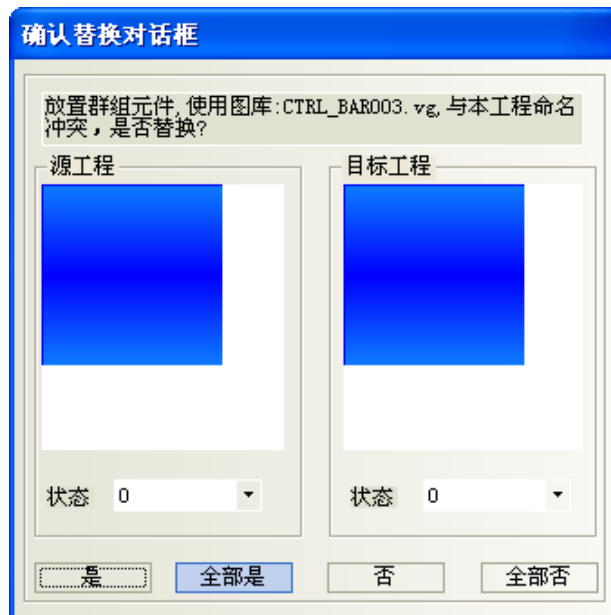 确认替换对话框
放置群组元件,使用图库:CTRL_BAR003.vg,与本工程命名
冲突，是否替换?
源工程
目标工程
状态 0
状态 0
是
全部是
否
全部否